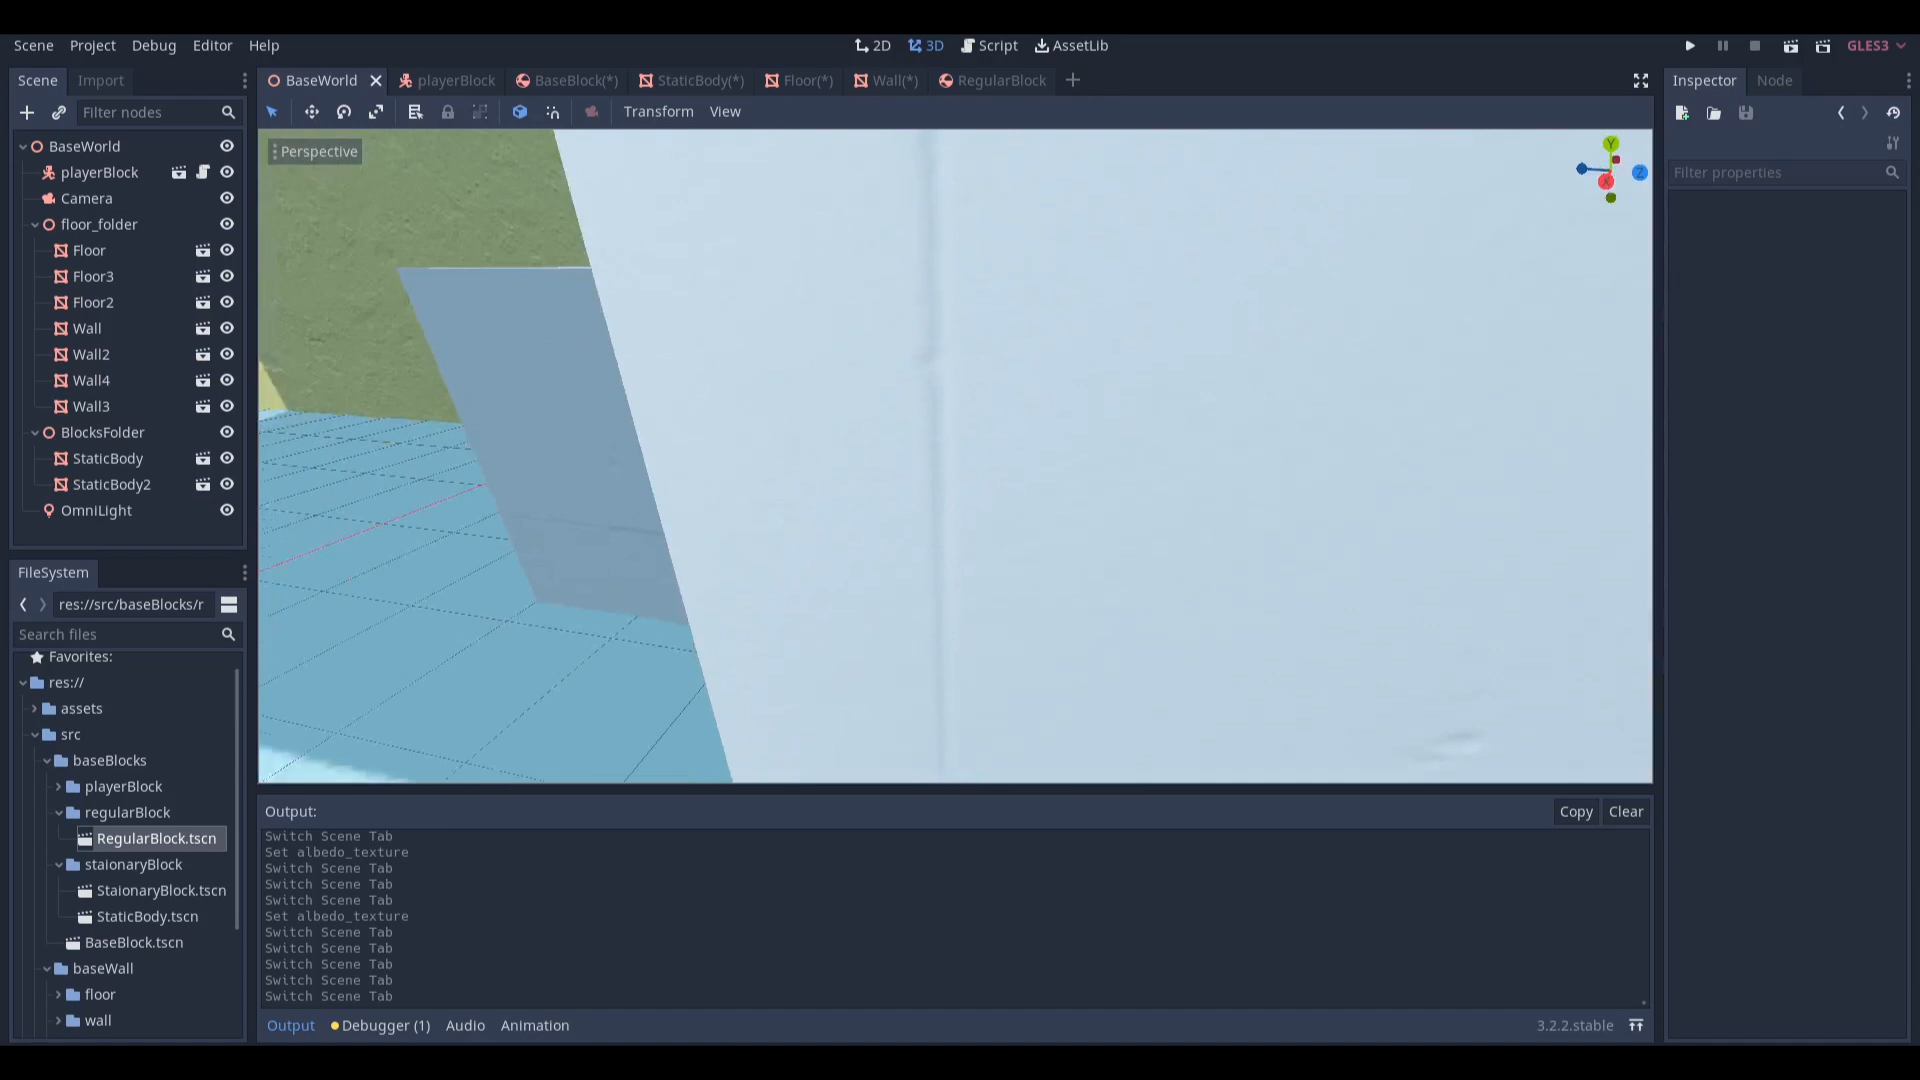 Scene Project Debug Editor Help
2D 3D Script AssetLib
GLES3
Scene Import
BaseWorld playerBlock BaseBlock(*) StaticBody(*) Floor(*) Wall(*) RegularBlock
Inspector Node
Filter nodes
Transform View
Perspective
Y
Z
X
Filter properties
BaseWorld
playerBlock
Camera
floor_folder
Floor
Floor3
Floor2
Wall
Wall2
Wall4
Wall3
BlocksFolder
StaticBody
StaticBody2
OmniLight
FileSystem
res://src/baseBlocks/r
Search files
Favorites:
res://
assets
src
baseBlocks
playerBlock
regularBlock
RegularBlock.tscn
staionaryBlock
StaionaryBlock.tscn
StaticBody.tscn
BaseBlock.tscn
baseWall
floor
wall
Output:
Copy Clear
Switch Scene Tab
Set albedo_texture
Switch Scene Tab
Switch Scene Tab
Switch Scene Tab
Set albedo_texture
Switch Scene Tab
Switch Scene Tab
Switch Scene Tab
Switch Scene Tab
Switch Scene Tab
Output Debugger (1) Audio Animation
3.2.2.stable